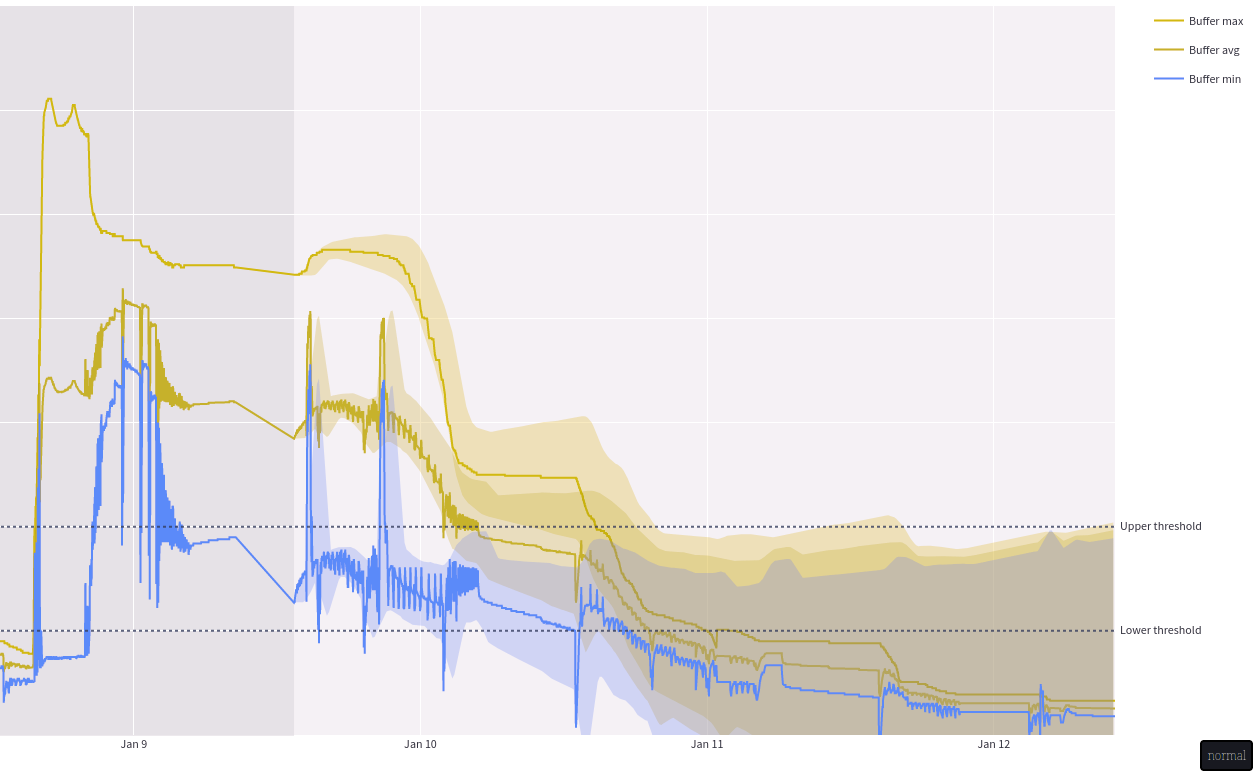 Buffer max
Buffer avg
Buffer min
Upper threshold
Lower threshold
Jan 9
Jan 10
Jan 11
Jan 12
normal